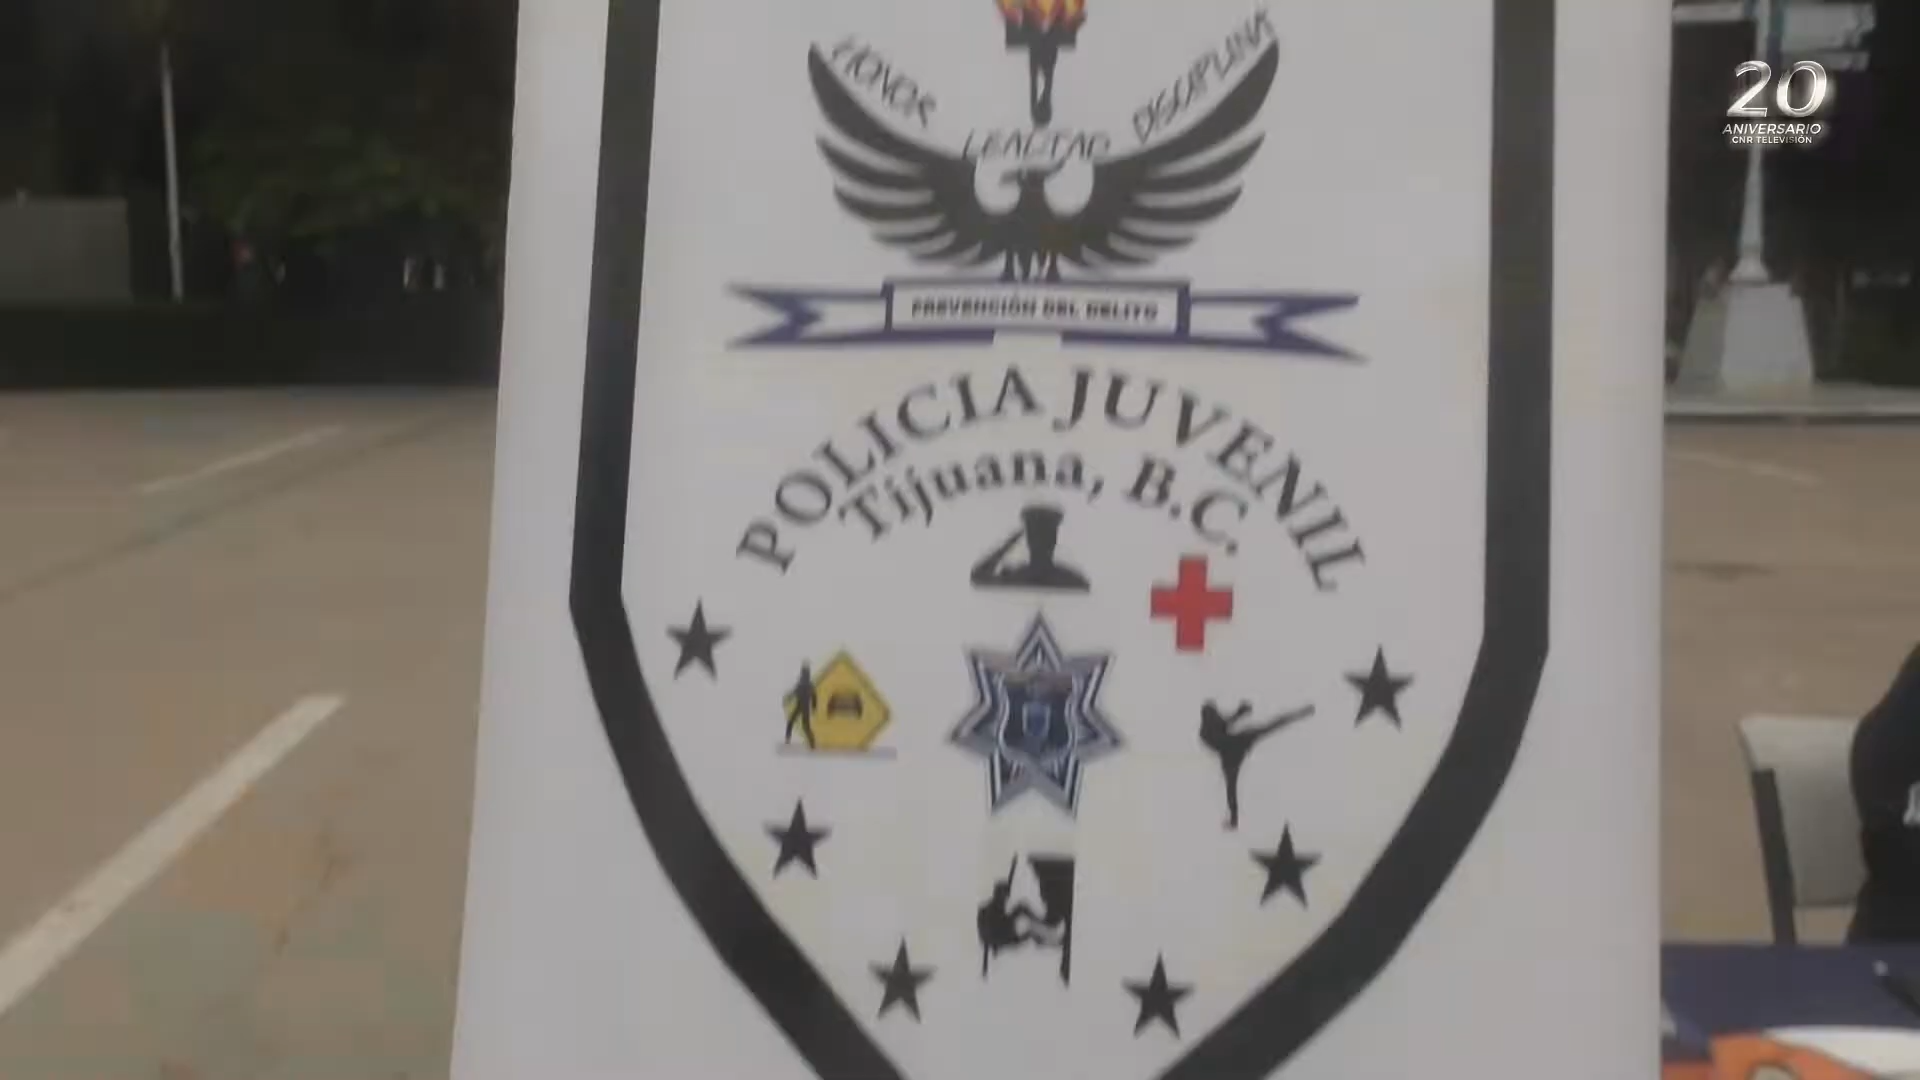 HONOR
LEALTAD
DISCIPLINA
PREVENCIÓN DEL DELITO
POLICIA JUVENIL
Tijuana, B.C.
20
ANIVERSARIO
CNR TELEVISIÓN